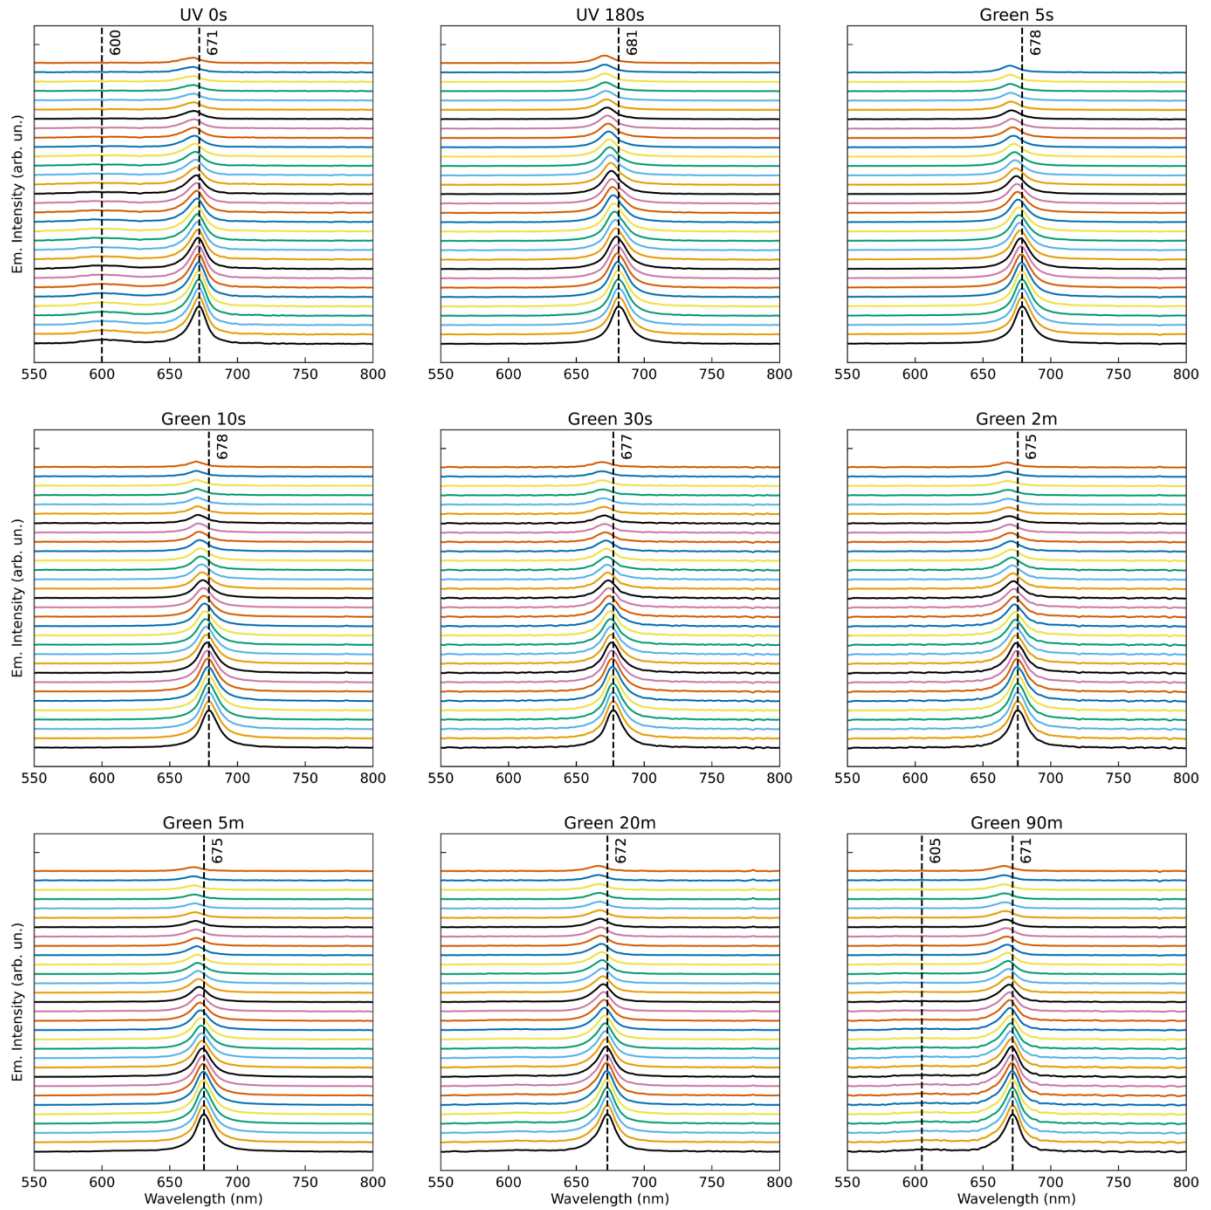 UV 0s
UV 180s
Green 5s
600
671
681
678
Em. Intensity (arb. un.)
550 600 650 700 750 800
550 600 650 700 750 800
550 600 650 700 750 800
Green 10s
Green 30s
Green 2m
678
677
675
Em. Intensity (arb. un.)
550 600 650 700 750 800
550 600 650 700 750 800
550 600 650 700 750 800
Green 5m
Green 20m
Green 90m
675
672
605
671
Em. Intensity (arb. un.)
550 600 650 700 750 800
550 600 650 700 750 800
550 600 650 700 750 800
Wavelength (nm)
Wavelength (nm)
Wavelength (nm)